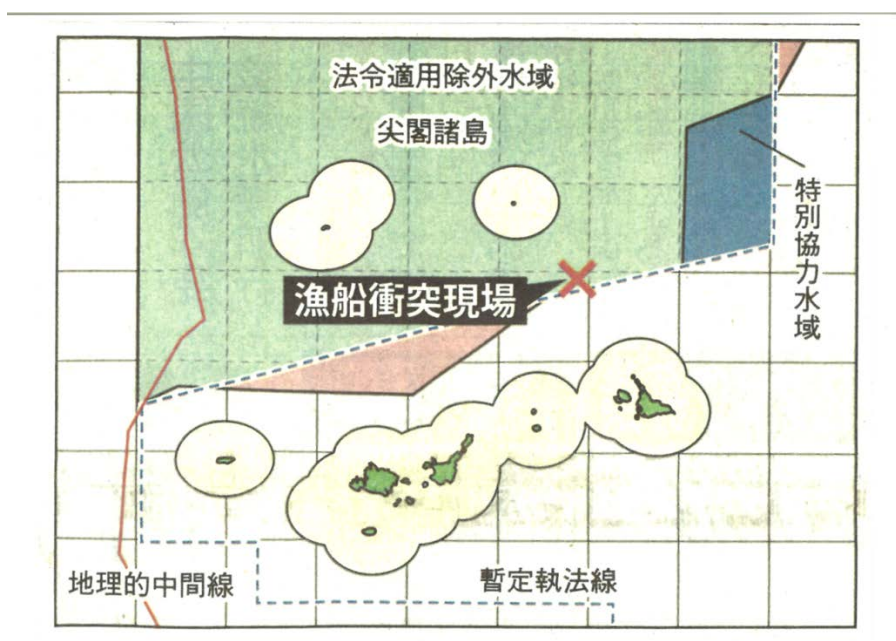 法令適用除外水域
尖閣諸島
特別協力水域
漁船衝突現場
地理的中間線
暫定執法線